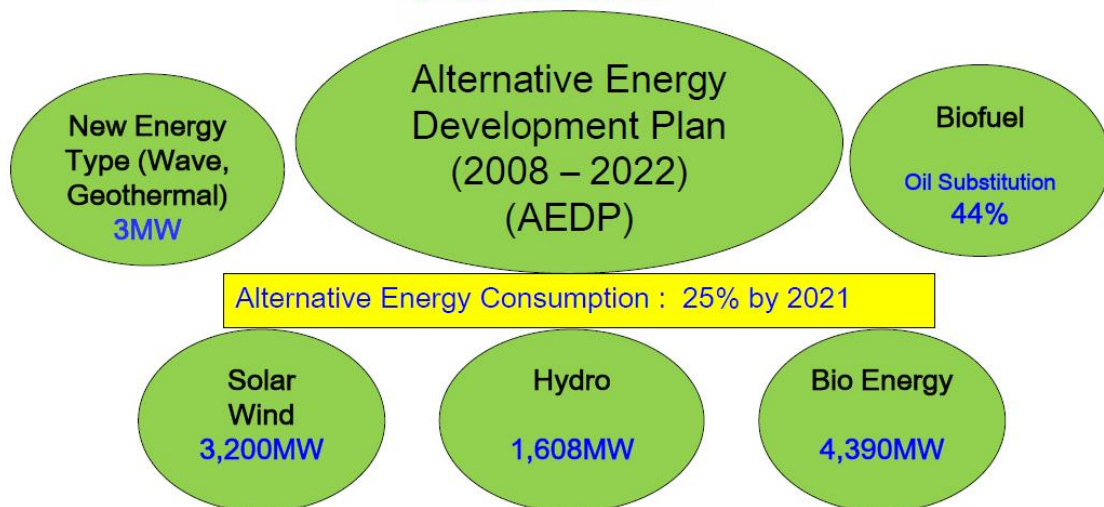 Alternative Energy
Development Plan
(2008 – 2022)
(AEDP)
New Energy
Type (Wave,
Geothermal)
3MW
Biofuel
Oil Substitution
44%
Alternative Energy Consumption : 25% by 2021
Solar
Wind
3,200MW
Hydro
1,608MW
Bio Energy
4,390MW